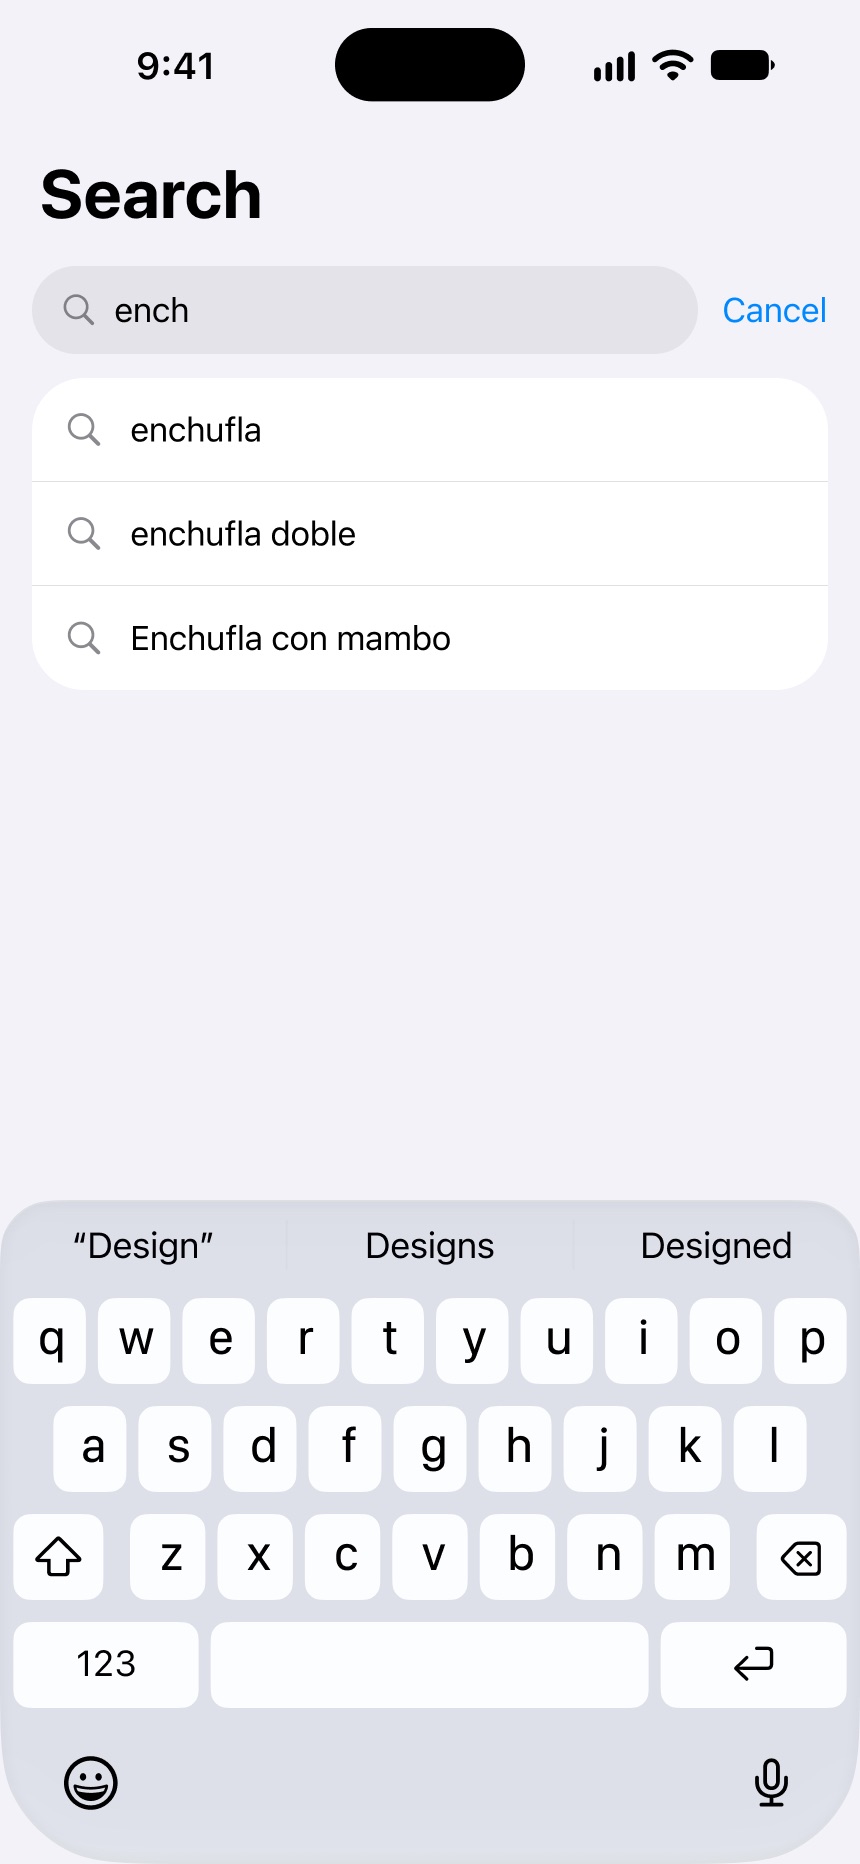 9:41
Search
ench
Cancel
enchufla
enchufla doble
Enchufla con mambo
“Design”
Designs
Designed
q w e r t y u i o p
a s d f g h j k l
z x c v b n m
123